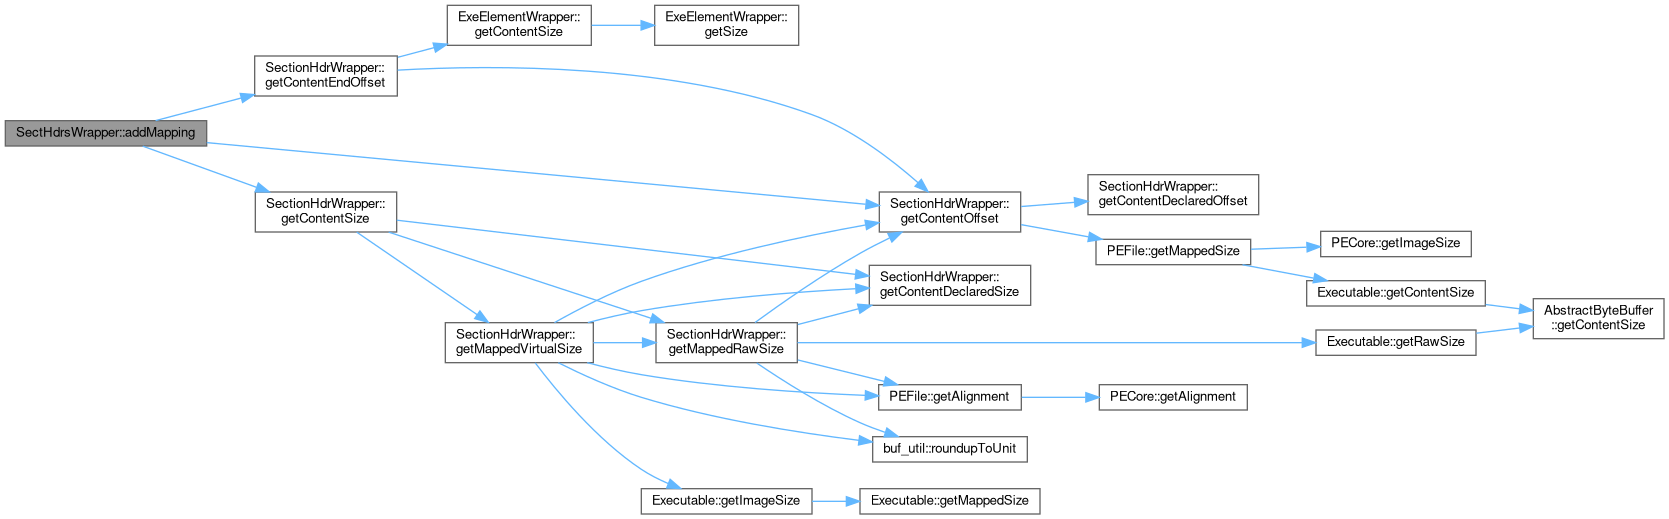 ExeElementWrapper::
getContentSize
ExeElementWrapper::
getSize
SectionHdrWrapper::
getContentEndOffset
SectHdrsWrapper::addMapping
SectionHdrWrapper::
getContentSize
SectionHdrWrapper::
getContentOffset
SectionHdrWrapper::
getContentDeclaredOffset
PEFile::getMappedSize
PECore::getImageSize
SectionHdrWrapper::
getContentDeclaredSize
Executable::getContentSize
AbstractByteBuffer
::getContentSize
SectionHdrWrapper::
getMappedVirtualSize
SectionHdrWrapper::
getMappedRawSize
Executable::getRawSize
PEFile::getAlignment
PECore::getAlignment
buf_util::roundupToUnit
Executable::getImageSize
Executable::getMappedSize